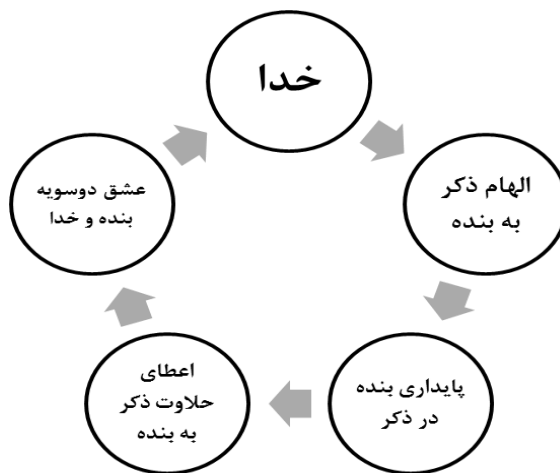 خدا
الهام ذکر
به بنده
پایداری بنده
در ذکر
اعطای
حلاوت ذکر
به بنده
عشق دوسویه
بنده و خدا